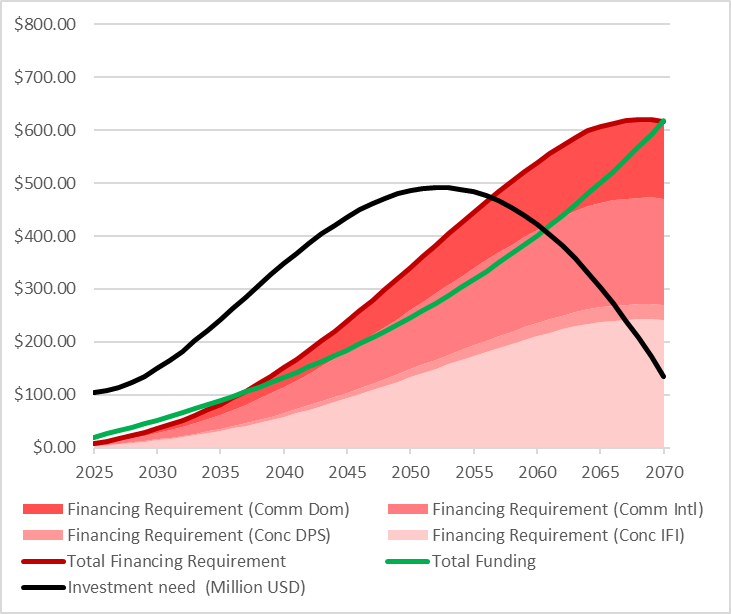 $800.00
$700.00
$600.00
$500.00
$400.00
$300.00
$200.00
$100.00
$0.00
2025 2030 2035 2040 2045 2050 2055 2060 2065 2070
Financing Requirement (Comm Dom) Financing Requirement (Comm Intl)
Financing Requirement (Conc DPS) Financing Requirement (Conc IFI)
Total Financing Requirement Total Funding
Investment need (Million USD)